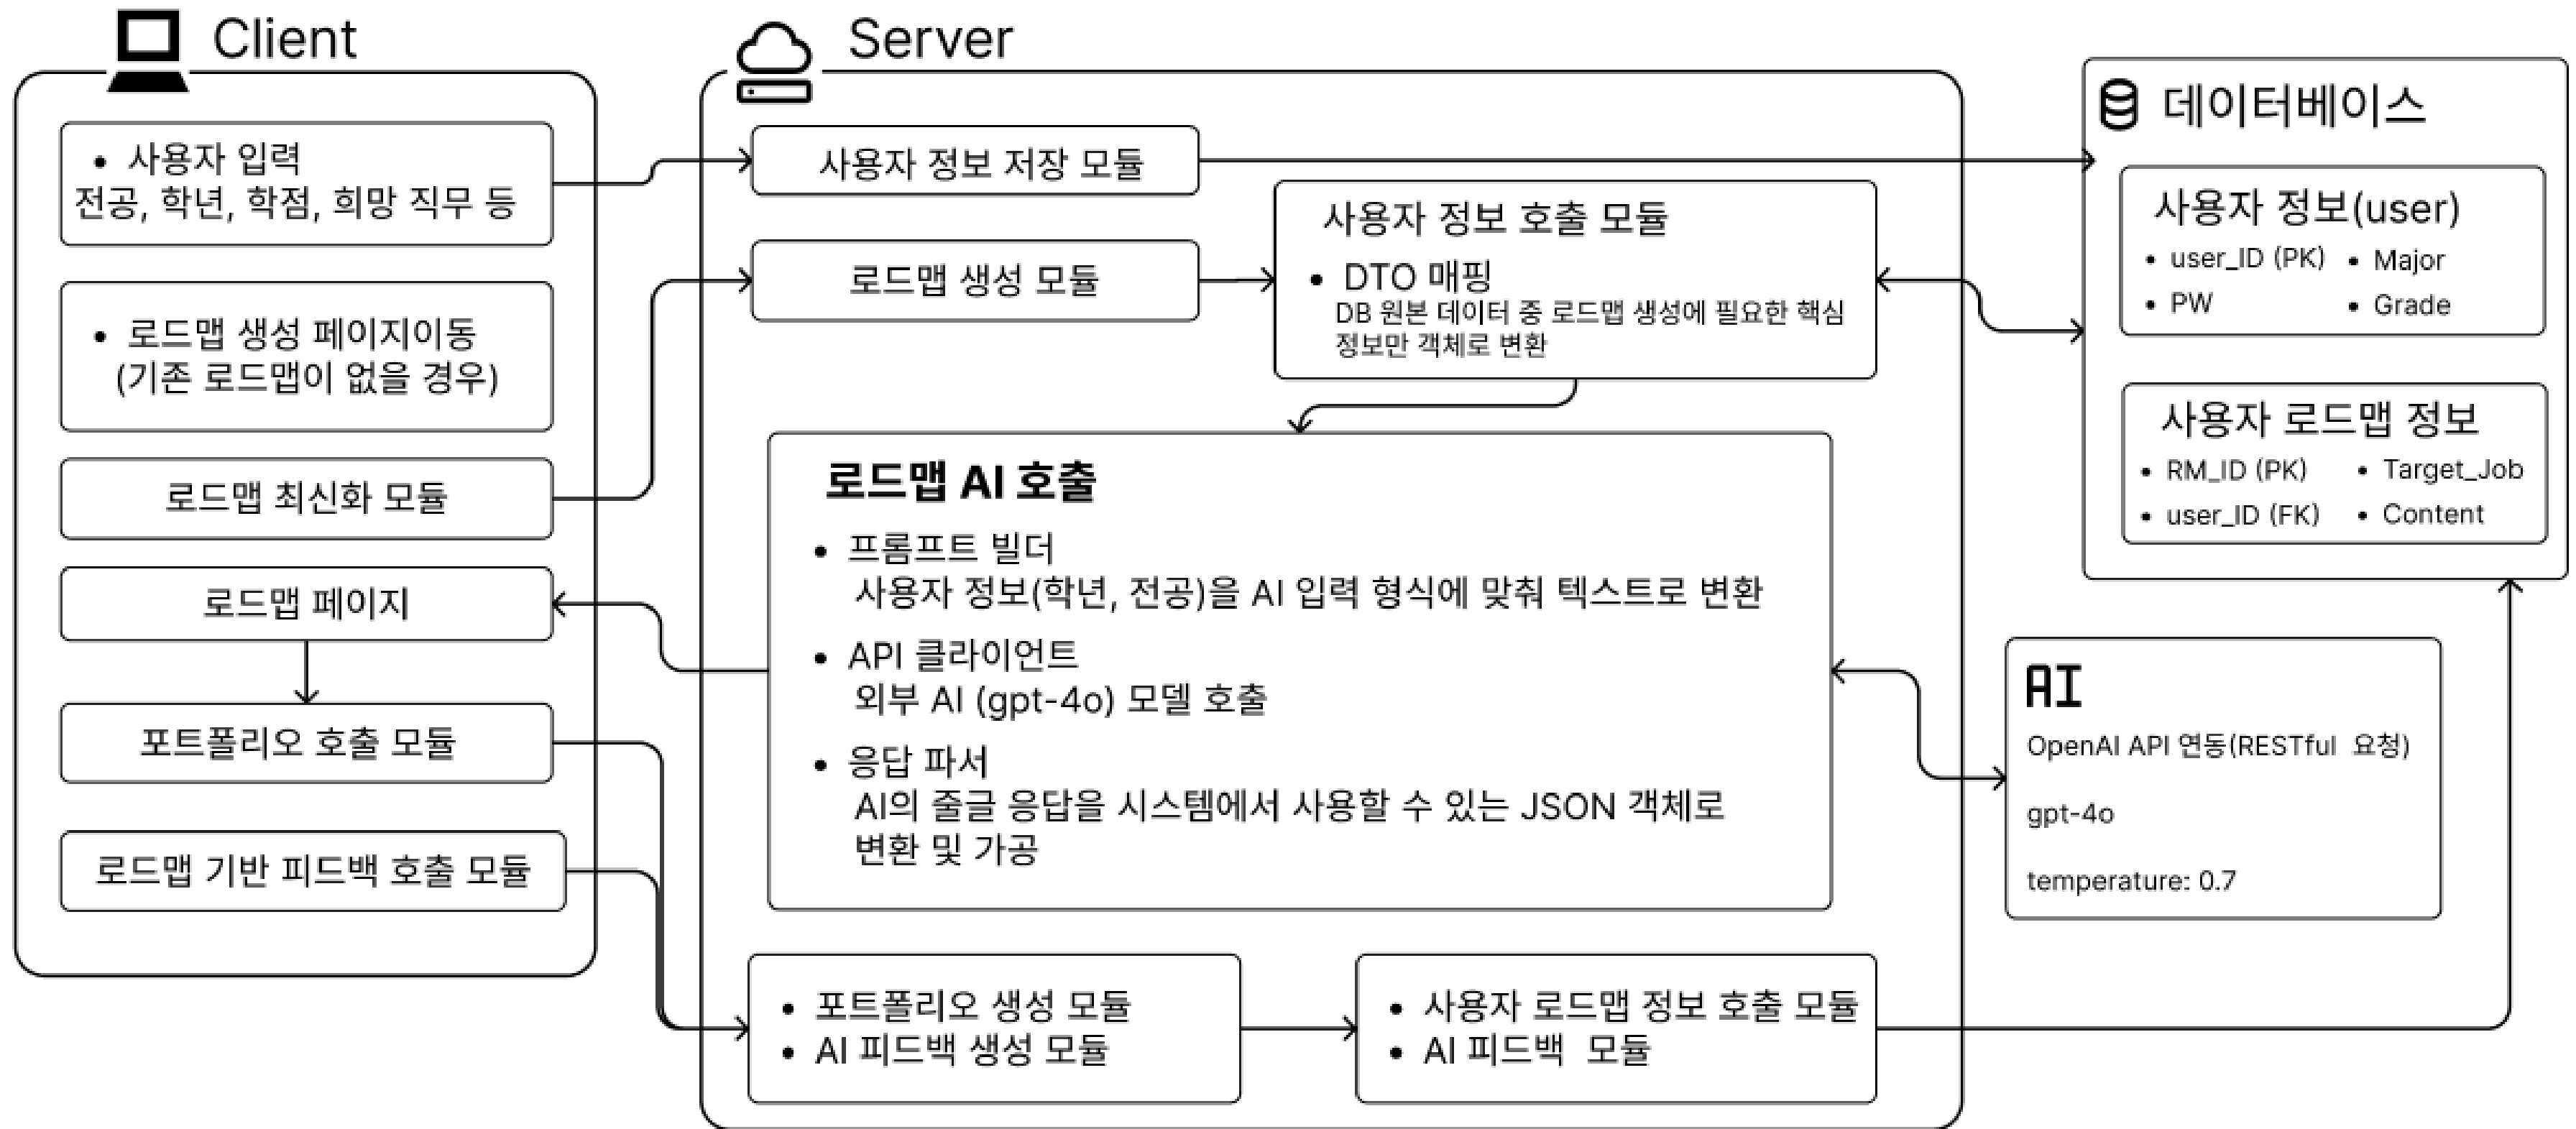 Client
• 사용자 입력
전공, 학년, 학점, 희망 직무 등
• 로드맵 생성 페이지이동
(기존 로드맵이 없을 경우)
로드맵 최신화 모듈
로드맵 페이지
포트폴리오 호출 모듈
로드맵 기반 피드백 호출 모듈
Server
사용자 정보 저장 모듈
로드맵 생성 모듈
사용자 정보 호출 모듈
• DTO 매핑
DB 원본 데이터 중 로드맵 생성에 필요한 핵심
정보만 객체로 변환
로드맵 AI 호출
• 프롬프트 빌더
사용자 정보(학년, 전공)을 AI 입력 형식에 맞춰 텍스트로 변환
• API 클라이언트
외부 AI (gpt-4o) 모델 호출
• 응답 파서
AI의 줄글 응답을 시스템에서 사용할 수 있는 JSON 객체로
변환 및 가공
• 포트폴리오 생성 모듈
• AI 피드백 생성 모듈
• 사용자 로드맵 정보 호출 모듈
• AI 피드백 모듈
데이터베이스
사용자 정보(user)
• user_ID (PK) • Major
• PW • Grade
사용자 로드맵 정보
• RM_ID (PK) • Target_Job
• user_ID (FK) • Content
AI
OpenAI API 연동(RESTful 요청)
gpt-4o
temperature: 0.7